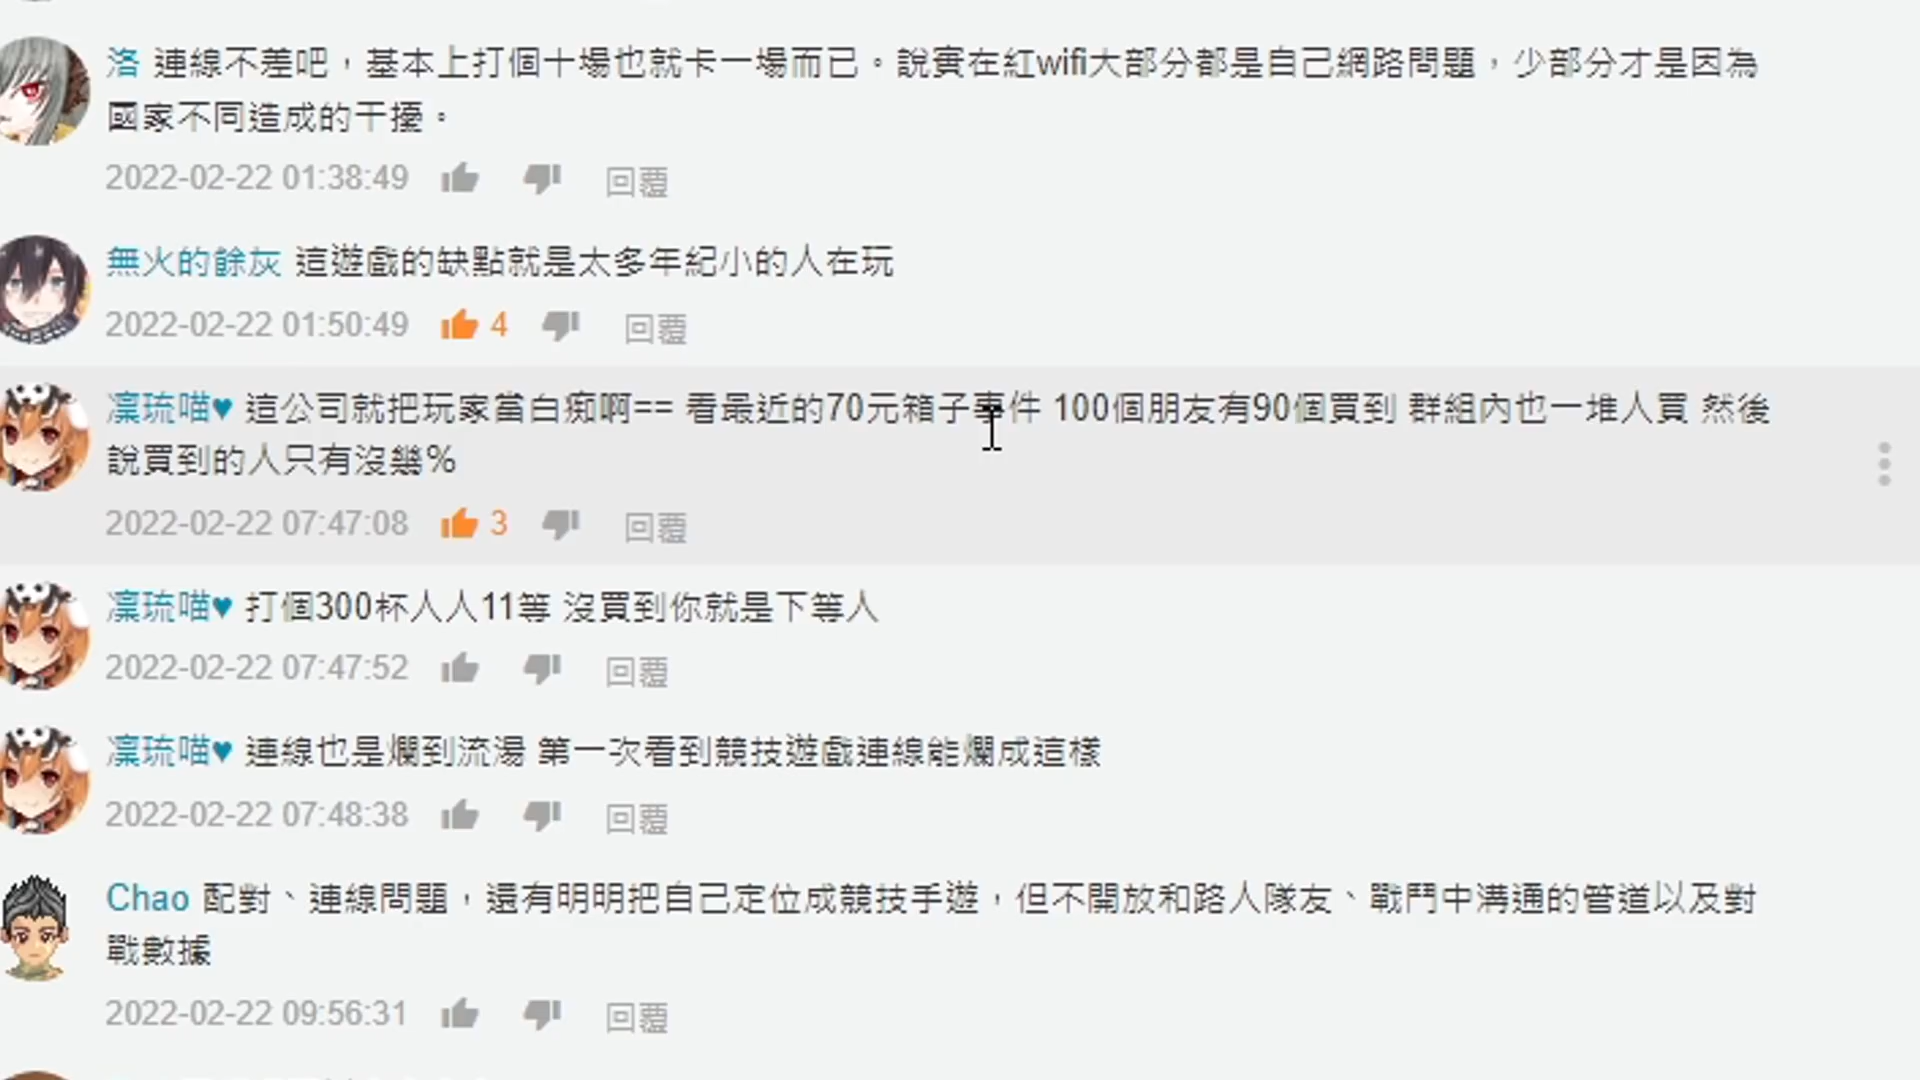 洛 連線不差吧，基本上打個十場也就卡一場而已。說實在紅wifi大部分都是自己網路問題，少部分才是因為
國家不同造成的干擾。
2022-02-22 01:38:49 回覆
無火的餘灰 這遊戲的缺點就是太多年紀小的人在玩
2022-02-22 01:50:49 4 回覆
凜琉喵♥ 這公司就把玩家當白痴啊== 看最近的70元箱子事件 100個朋友有90個買到 群組內也一堆人買 然後
說買到的人只有沒幾%
2022-02-22 07:47:08 3 回覆
凜琉喵♥ 打個300杯人人11等 沒買到你就是下等人
2022-02-22 07:47:52 回覆
凜琉喵♥ 連線也是爛到流湯 第一次看到競技遊戲連線能爛成這樣
2022-02-22 07:48:38 回覆
Chao 配對、連線問題，還有明明把自己定位成競技手遊，但不開放和路人隊友、戰鬥中溝通的管道以及對
戰數據
2022-02-22 09:56:31 回覆